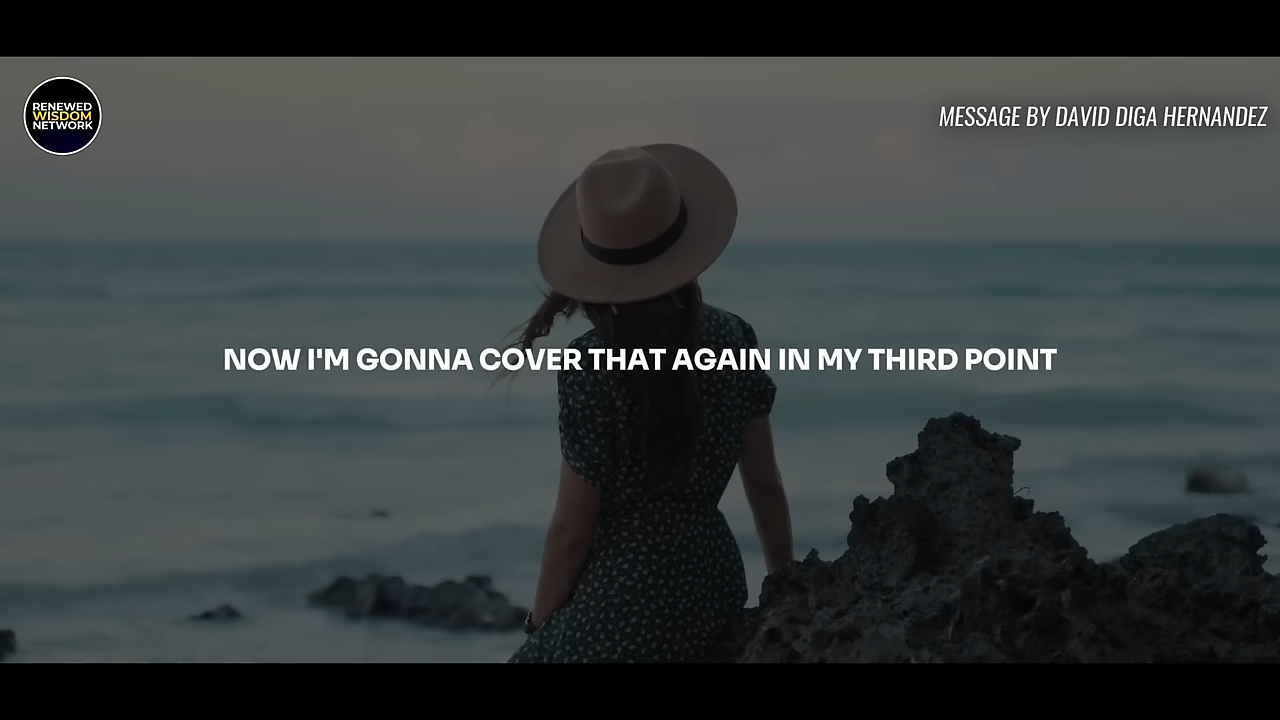 RENEWED
WISDOM
NETWORK
MESSAGE BY DAVID DIGA HERNANDEZ
NOW I'M GONNA COVER THAT AGAIN IN MY THIRD POINT